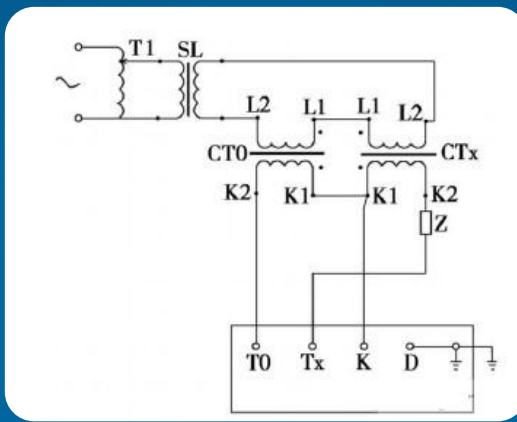 T1 SL
L2 L1 L1 L2
CT0 CTx
K2 K1 K1 K2
Z
T0 Tx K D